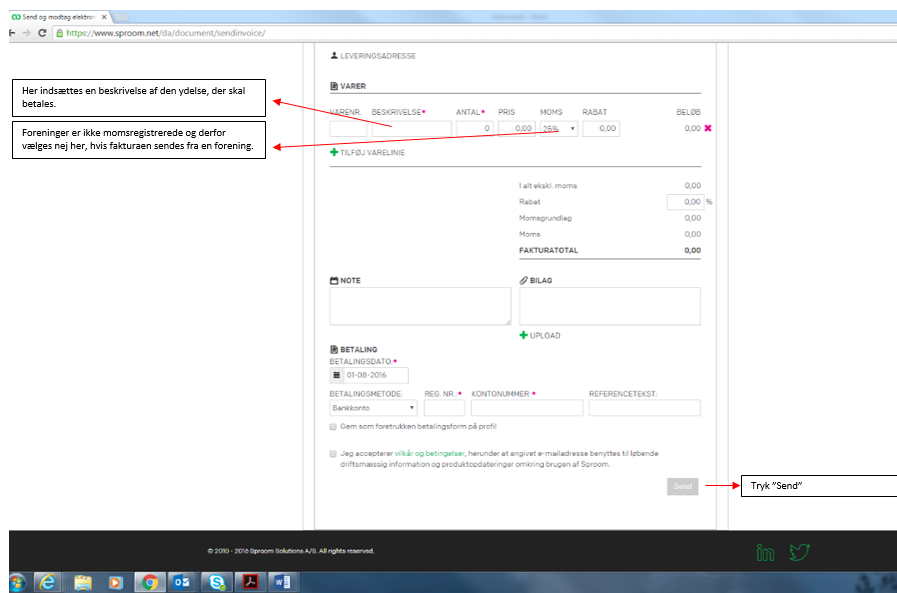 Send og modtag elektron
https://www.sproom.net/da/document/sendinvoice/
LEVERINGSADRESSE
VARER
Her indsættes en beskrivelse af den ydelse, der skal
betales.
VARENR. BESKRIVELSE* ANTAL* PRIS MOMS RABAT BELØB
0 0,00 25% 0,00 0,00
Foreninger er ikke momsregistrerede og derfor
vælges nej her, hvis fakturaen sendes fra en forening.
TILFØJ VARELINIE
I alt ekskl. moms 0,00
Rabat 0,00 %
Momsgrundlag 0,00
Moms 0,00
FAKTURATOTAL 0,00
NOTE BILAG
UPLOAD
BETALING
BETALINGSDATO:*
01-08-2016
BETALINGSMETODE: REG. NR.:* KONTONUMMER:* REFERENCETEKST:
Bankkonto
Gem som foretrukken betalingsform på profil
Jeg accepterer vilkår og betingelser, herunder at angivet e-mailadresse benyttes til løbende
driftsmæssig information og produktopdateringer omkring brugen af Sproom.
Send
Tryk "Send"
© 2010 - 2016 Sproom Solutions A/S. All rights reserved.